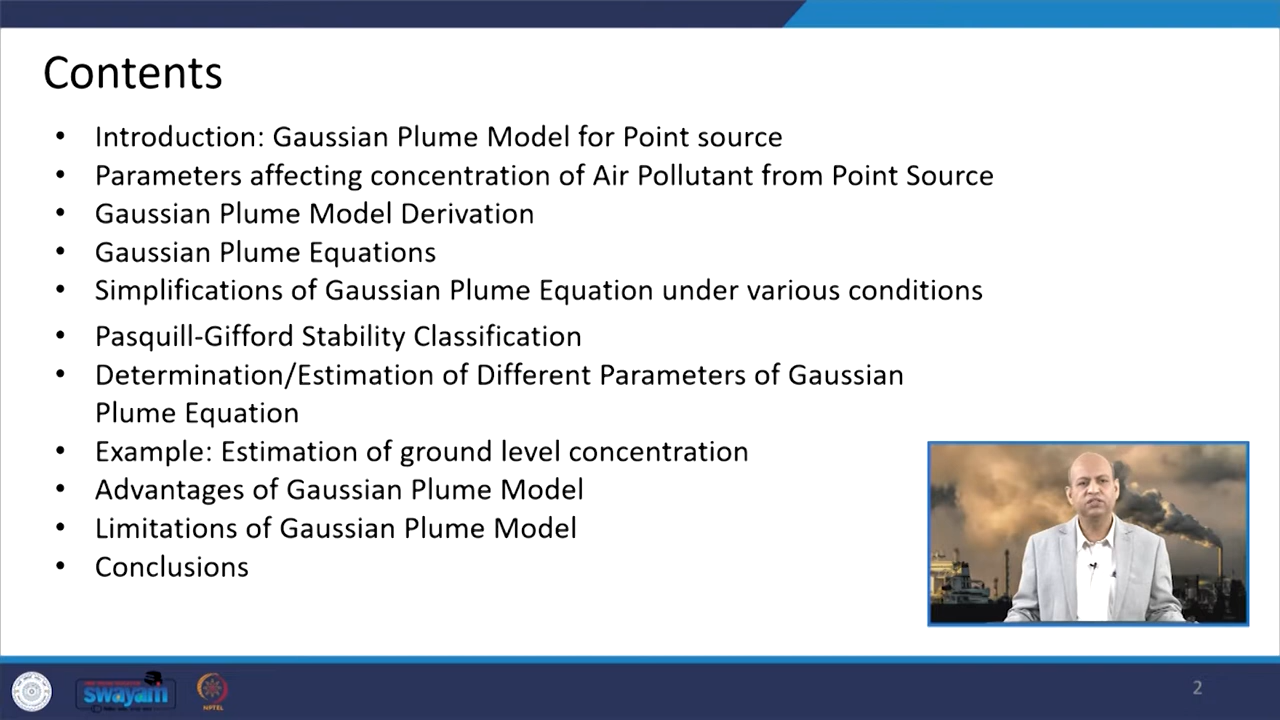 Contents
• Introduction: Gaussian Plume Model for Point source
• Parameters affecting concentration of Air Pollutant from Point Source
• Gaussian Plume Model Derivation
• Gaussian Plume Equations
• Simplifications of Gaussian Plume Equation under various conditions
• Pasquill-Gifford Stability Classification
• Determination/Estimation of Different Parameters of Gaussian
Plume Equation
• Example: Estimation of ground level concentration
• Advantages of Gaussian Plume Model
• Limitations of Gaussian Plume Model
• Conclusions
swayam
NPTEL
2